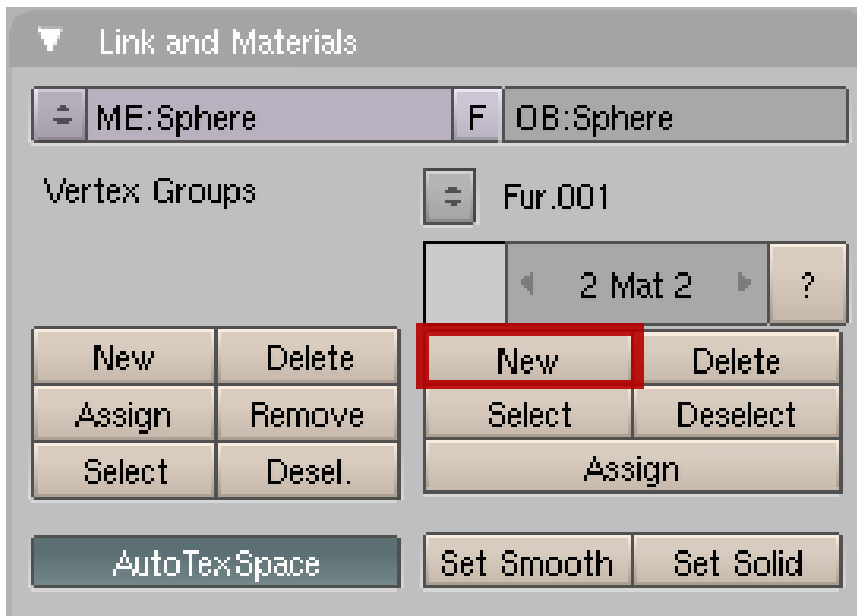 Link and Materials
ME:Sphere F OB:Sphere
Vertex Groups Fur.001
2 Mat 2 ?
New Delete New Delete
Assign Remove Select Deselect
Select Desel. Assign
AutoTexSpace Set Smooth Set Solid